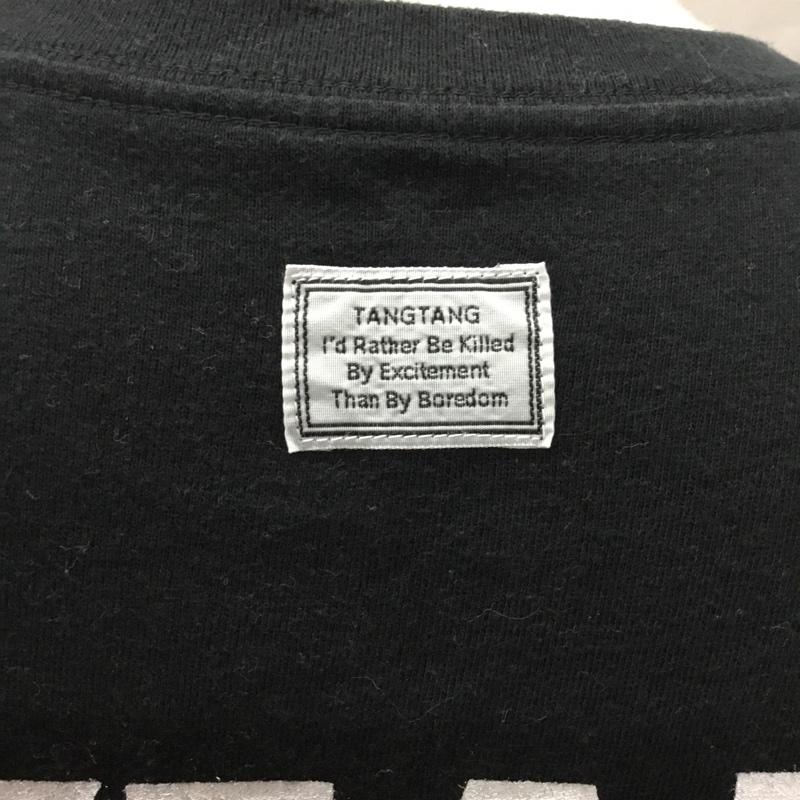 TANGTANG
I'd Rather Be Killed
By Excitement
Than By Boredom